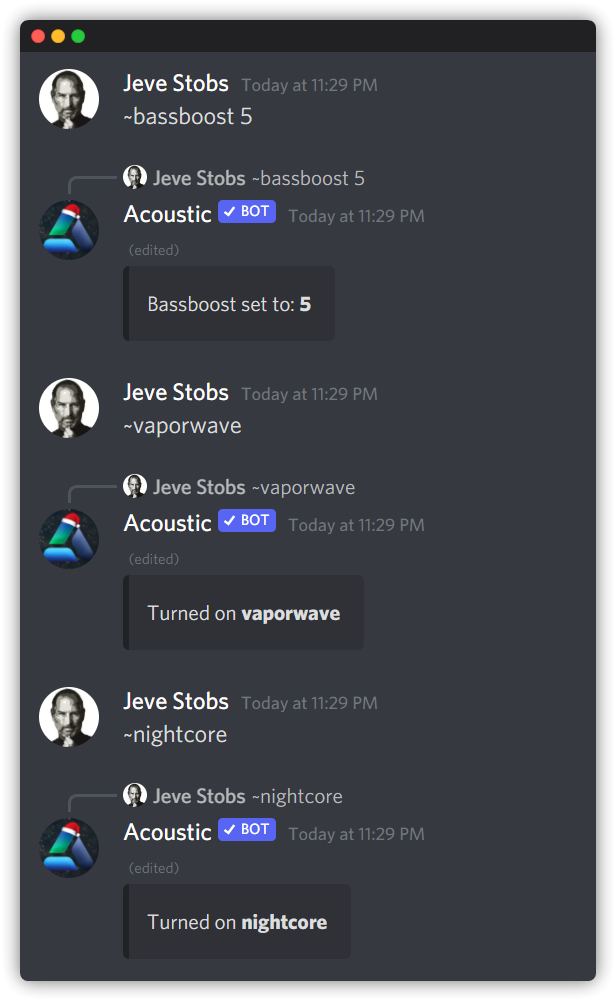 Jeve Stobs Today at 11:29 PM
~bassboost 5
Jeve Stobs ~bassboost 5
Acoustic ✓ BOT Today at 11:29 PM
(edited)
Bassboost set to: 5
Jeve Stobs Today at 11:29 PM
~vaporwave
Jeve Stobs ~vaporwave
Acoustic ✓ BOT Today at 11:29 PM
(edited)
Turned on vaporwave
Jeve Stobs Today at 11:29 PM
~nightcore
Jeve Stobs ~nightcore
Acoustic ✓ BOT Today at 11:29 PM
(edited)
Turned on nightcore